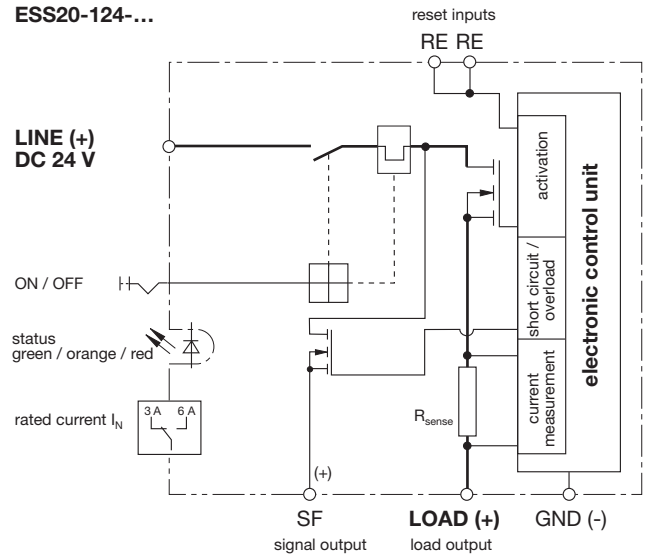 ESS20-124-...
reset inputs
RE RE
LINE (+)
DC 24 V
activation
ON / OFF
short circuit /
overload
electronic control unit
status
green / orange / red
rated current I_N
3 A 6 A
R_sense
current
measurement
(+)
SF
LOAD (+)
GND (-)
signal output
load output